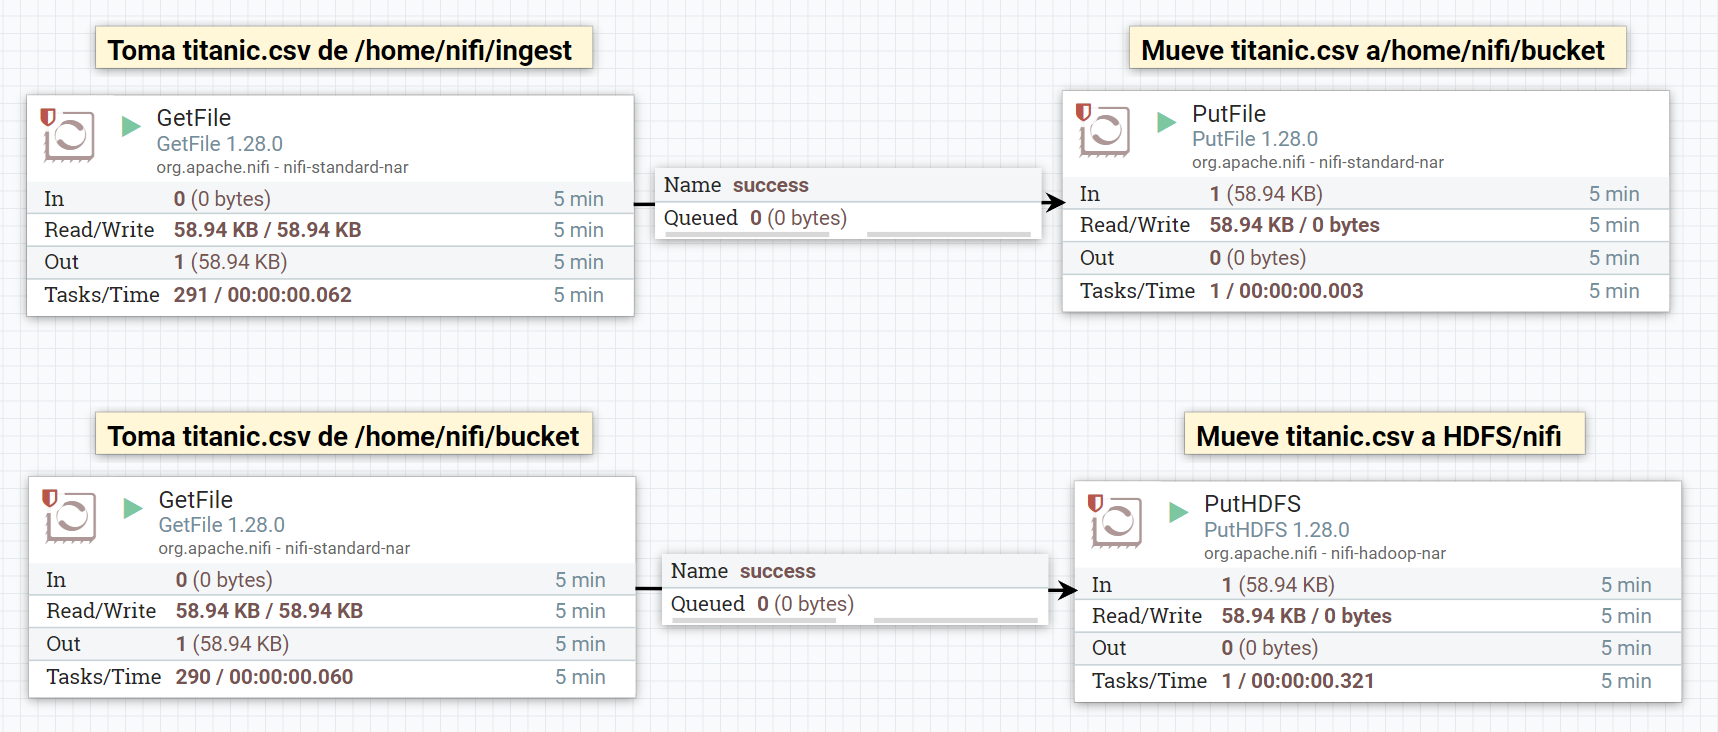 Toma titanic.csv de /home/nifi/ingest
Mueve titanic.csv a/home/nifi/bucket
GetFile
GetFile 1.28.0
org.apache.nifi - nifi-standard-nar
In 0 (0 bytes) 5 min
Read/Write 58.94 KB / 58.94 KB 5 min
Out 1 (58.94 KB) 5 min
Tasks/Time 291 / 00:00:00.062 5 min
Name success
Queued 0 (0 bytes)
PutFile
PutFile 1.28.0
org.apache.nifi - nifi-standard-nar
In 1 (58.94 KB) 5 min
Read/Write 58.94 KB / 0 bytes 5 min
Out 0 (0 bytes) 5 min
Tasks/Time 1 / 00:00:00.003 5 min
Toma titanic.csv de /home/nifi/bucket
Mueve titanic.csv a HDFS/nifi
GetFile
GetFile 1.28.0
org.apache.nifi - nifi-standard-nar
In 0 (0 bytes) 5 min
Read/Write 58.94 KB / 58.94 KB 5 min
Out 1 (58.94 KB) 5 min
Tasks/Time 290 / 00:00:00.060 5 min
Name success
Queued 0 (0 bytes)
PutHDFS
PutHDFS 1.28.0
org.apache.nifi - nifi-hadoop-nar
In 1 (58.94 KB) 5 min
Read/Write 58.94 KB / 0 bytes 5 min
Out 0 (0 bytes) 5 min
Tasks/Time 1 / 00:00:00.321 5 min